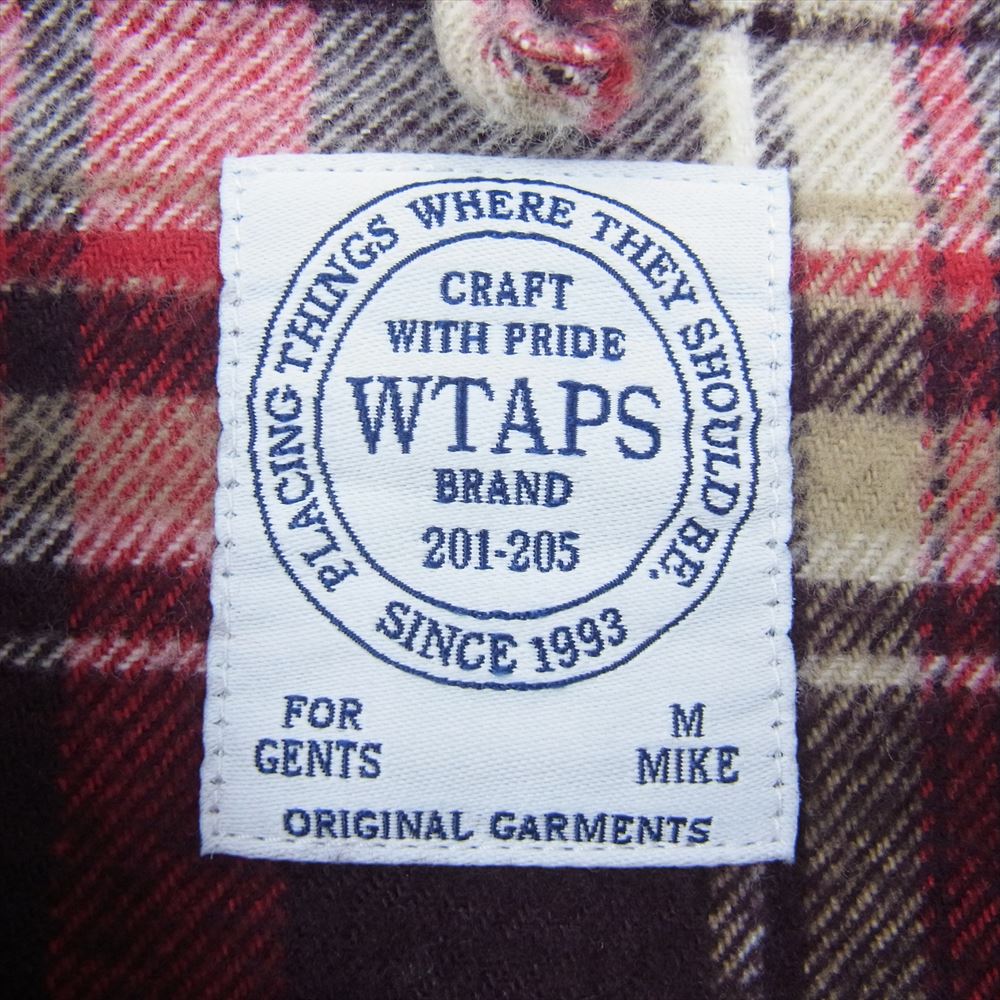 PLACING THINGS WHERE THEY SHOULD BE.
CRAFT
WITH PRIDE
WTAPS
BRAND
201-205
SINCE 1993
FOR
GENTS
M
MIKE
ORIGINAL GARMENTS